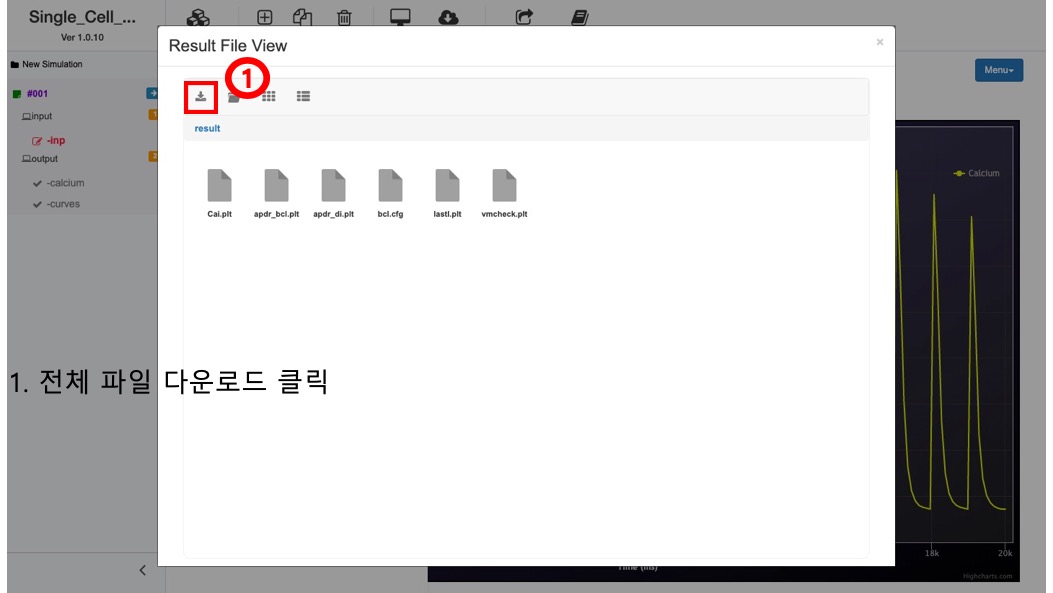 Single_Cell_...
Ver 1.0.10
New Simulation
#001
input
-inp
output
-calcium
-curves
Result File View
×
1
result
Cai.plt
apdr_bcl.plt
apdr_di.plt
bcl.cfg
lastl.plt
vmcheck.plt
1. 전체 파일 다운로드 클릭
Menu
Calcium
18k
20k
Time (ms)
Highcharts.com